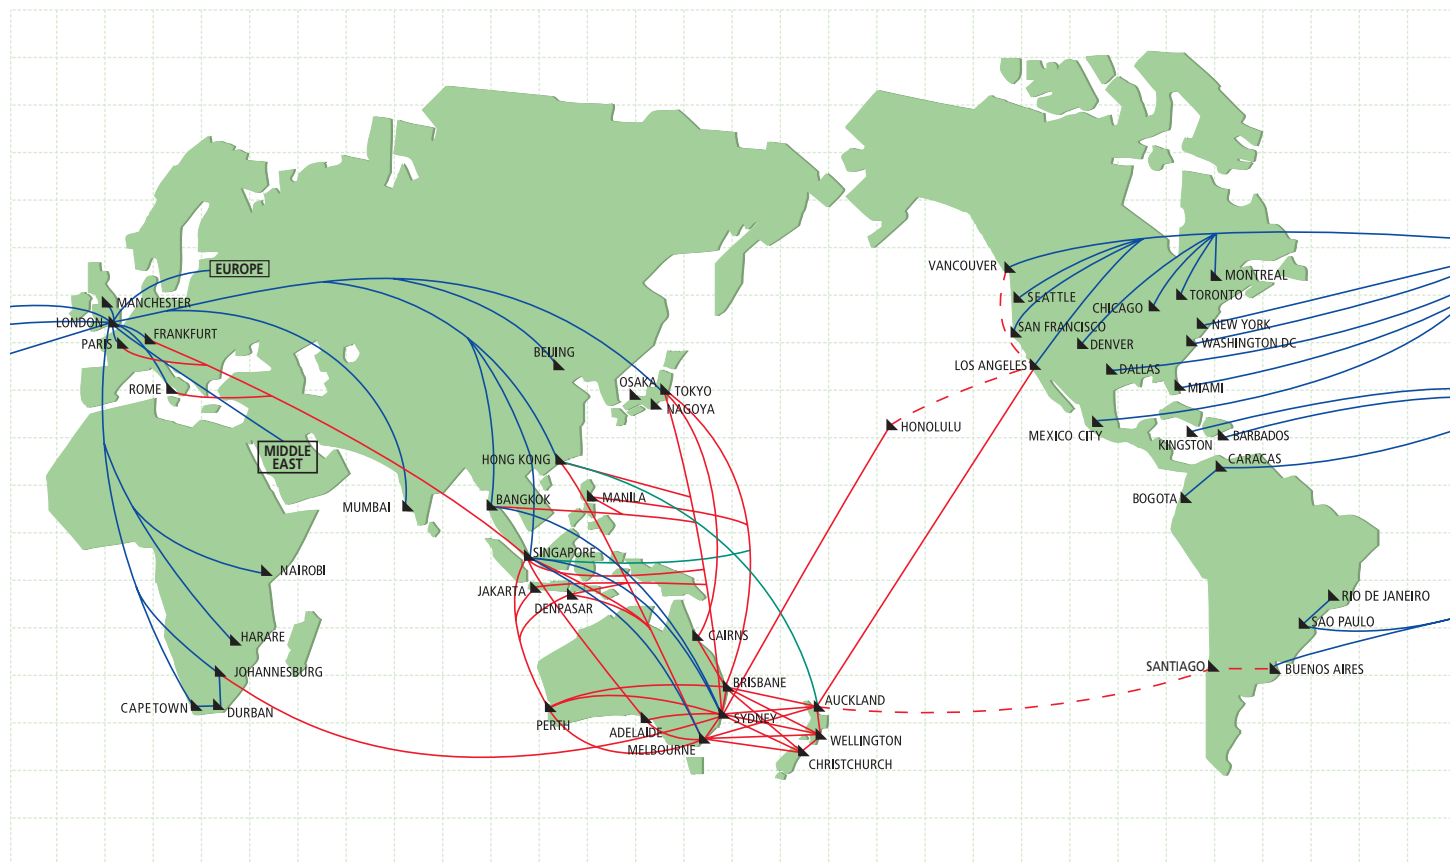 EUROPE
MANCHESTER
LONDON
PARIS
FRANKFURT
ROME
MIDDLE
EAST
MUMBAI
NAIROBI
HARARE
JOHANNESBURG
CAPETOWN
DURBAN
BEIJING
OSAKA
TOKYO
NAGOYA
HONG KONG
BANGKOK
MANILA
SINGAPORE
JAKARTA
DENPASAR
CAIRNS
BRISBANE
PERTH
ADELAIDE
SYDNEY
MELBOURNE
AUCKLAND
WELLINGTON
CHRISTCHURCH
HONOLULU
VANCOUVER
SEATTLE
SAN FRANCISCO
LOS ANGELES
DENVER
CHICAGO
TORONTO
MONTREAL
NEW YORK
WASHINGTON DC
DALLAS
MIAMI
MEXICO CITY
KINGSTON
BARBADOS
CARACAS
BOGOTA
RIO DE JANEIRO
SAO PAULO
SANTIAGO
BUENOS AIRES